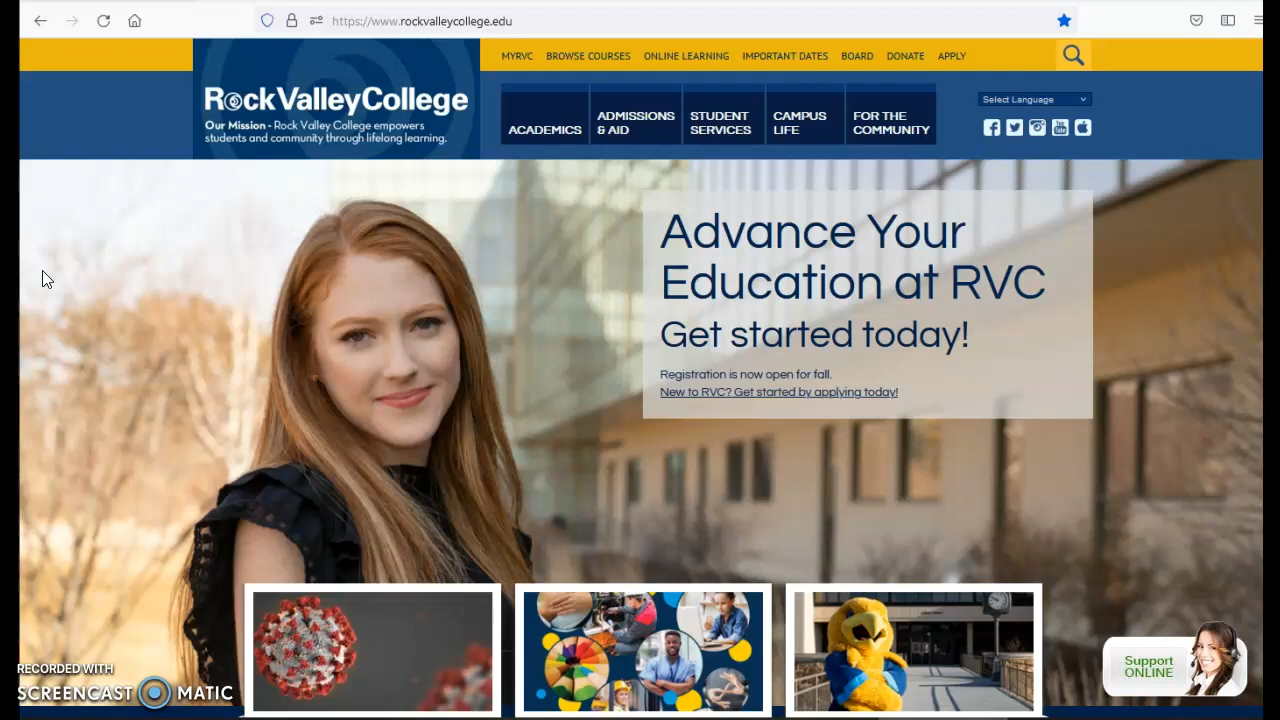 https://www.rockvalleycollege.edu
MYRVC BROWSE COURSES ONLINE LEARNING IMPORTANT DATES BOARD DONATE APPLY
RockValleyCollege
Our Mission - Rock Valley College empowers
students and community through lifelong learning.
ACADEMICS
ADMISSIONS
& AID
STUDENT
SERVICES
CAMPUS
LIFE
FOR THE
COMMUNITY
Select Language
You
Tube
Advance Your
Education at RVC
Get started today!
Registration is now open for fall.
New to RVC? Get started by applying today!
Support
ONLINE
RECORDED WITH
SCREENCAST MATIC